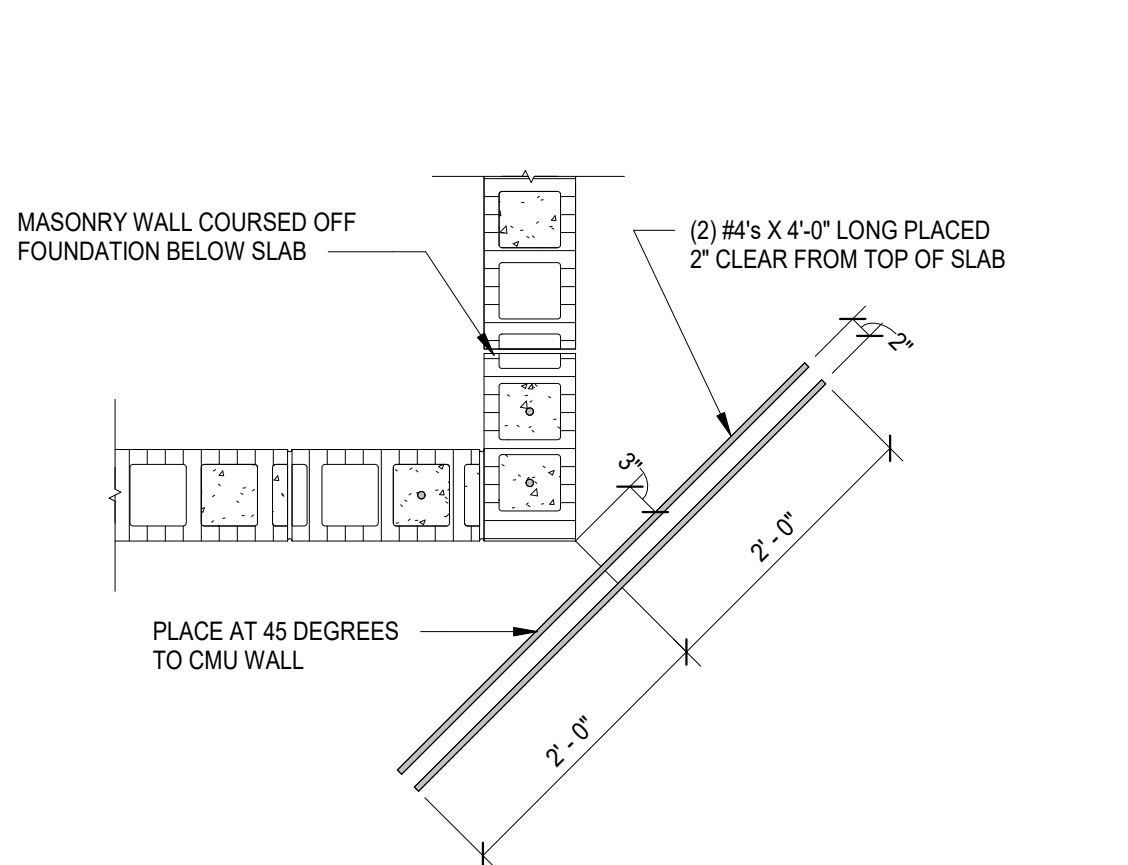 MASONRY WALL COURSED OFF
FOUNDATION BELOW SLAB
(2) #4's X 4'-0" LONG PLACED
2" CLEAR FROM TOP OF SLAB
2"
3"
2' - 0"
PLACE AT 45 DEGREES
TO CMU WALL
2' - 0"